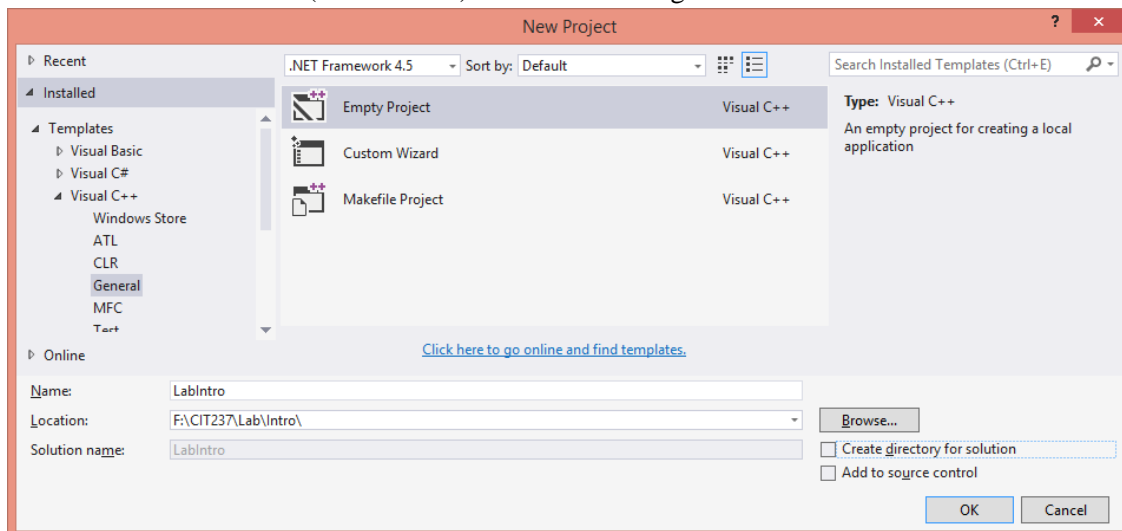 New Project
? ×
Recent
.NET Framework 4.5 Sort by: Default
Search Installed Templates (Ctrl+E)
Installed
Templates
Visual Basic
Visual C#
Visual C++
Windows Store
ATL
CLR
General
MFC
Test
Online
Empty Project Visual C++
Custom Wizard Visual C++
Makefile Project Visual C++
Click here to go online and find templates.
Type: Visual C++
An empty project for creating a local
application
Name: LabIntro
Location: F:\CIT237\Lab\Intro\ Browse...
Solution name: LabIntro
Create directory for solution
Add to source control
OK Cancel